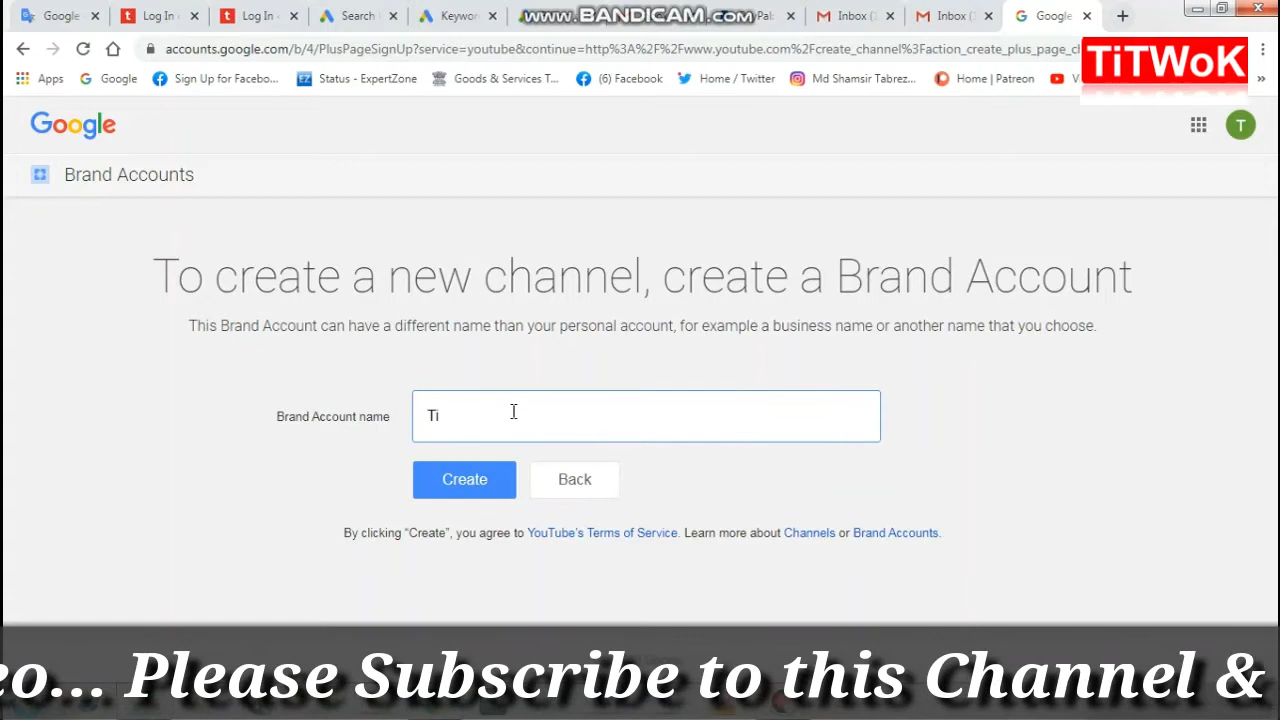 Google
Log In
Log In
Search
Keywor
www.BANDICAM.com
Pal
Inbox (
Inbox (
Google
accounts.google.com/b/4/PlusPageSignUp?service=youtube&continue=http%3A%2F%2Fwww.youtube.com%2Fcreate_channel%3Faction_create_plus_page_c
TiTWoK
Apps
Google
Sign Up for Facebo...
Status - ExpertZone
Goods & Services T...
(6) Facebook
Home / Twitter
Md Shamsir Tabrez...
Home | Patreon
Google
T
Brand Accounts
To create a new channel, create a Brand Account
This Brand Account can have a different name than your personal account, for example a business name or another name that you choose.
Brand Account name
Ti
Create
Back
By clicking “Create”, you agree to YouTube's Terms of Service. Learn more about Channels or Brand Accounts.
eo... Please Subscribe to this Channel &